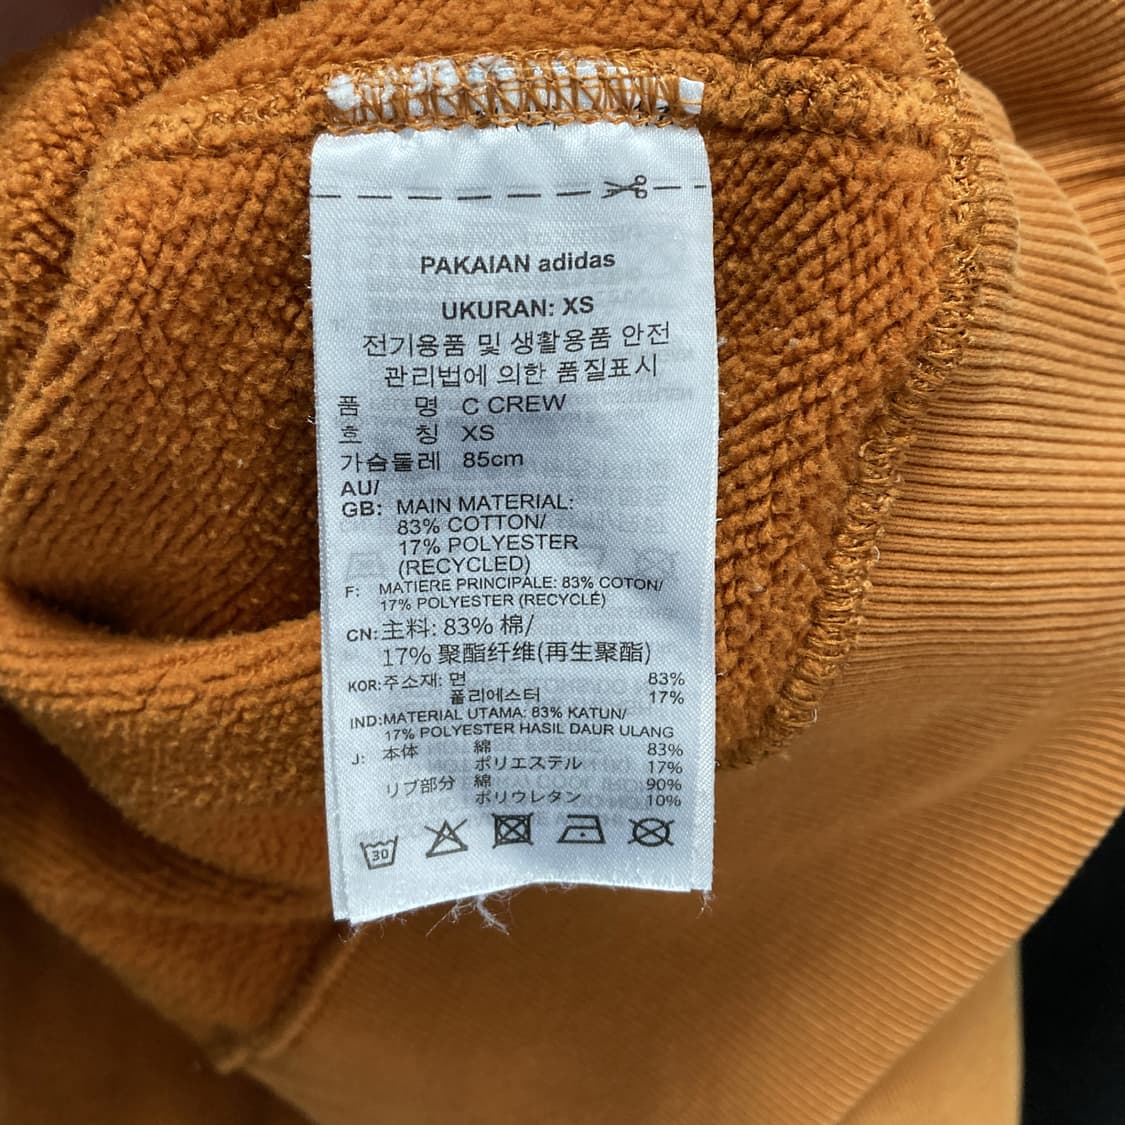 PAKAIAN adidas
UKURAN: XS
전기용품 및 생활용품 안전
관리법에 의한 품질표시
품 명 C CREW
호 칭 XS
가슴둘레 85cm
AU/
GB: MAIN MATERIAL:
83% COTTON/
17% POLYESTER
(RECYCLED)
F: MATIERE PRINCIPALE: 83% COTON/
17% POLYESTER (RECYCLÉ)
CN: 主料: 83% 棉/
17% 聚酯纤维(再生聚酯)
KOR: 주소재: 면 83%
폴리에스터 17%
IND: MATERIAL UTAMA: 83% KATUN/
17% POLYESTER HASIL DAUR ULANG
J: 本体 綿 83%
ポリエステル 17%
リブ部分 綿 90%
ポリウレタン 10%
30